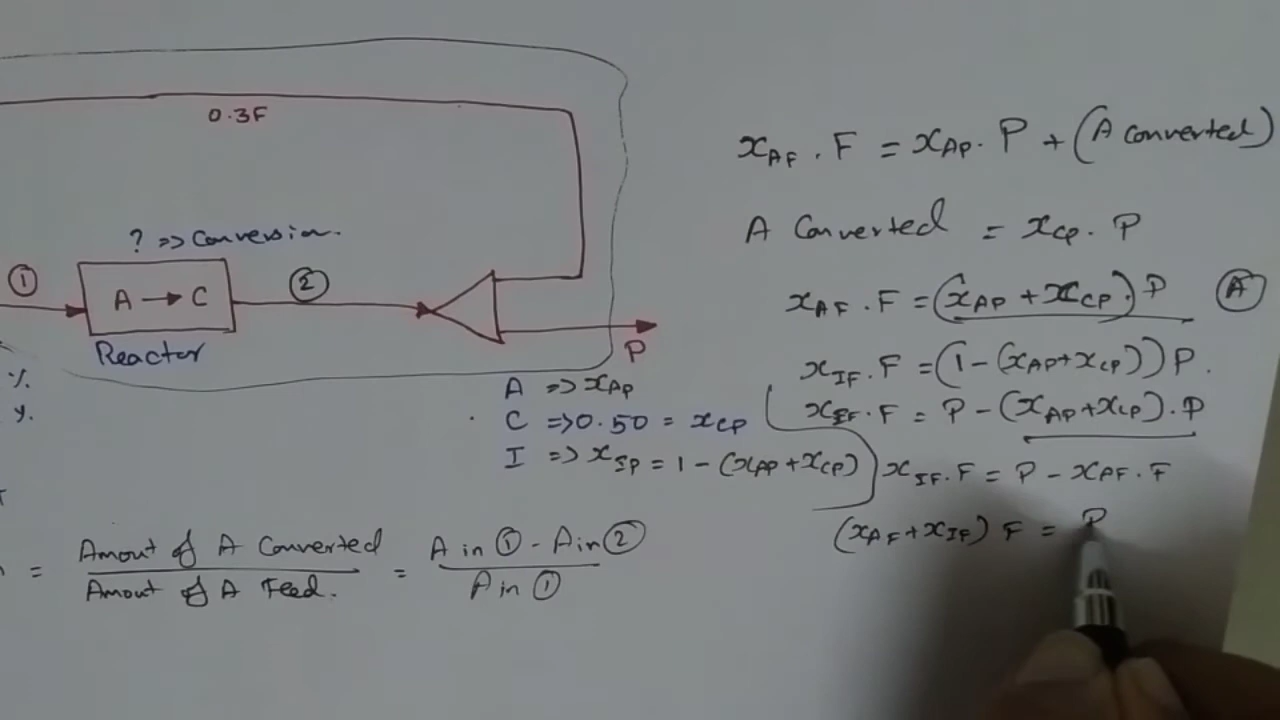 0.3F
? => Conversion.
①
A → C
②
Reactor
P
%
A => xAP
C => 0.50 = xCP
I => xIP = 1 - (xAP + xCP)
= Amout of A Converted / Amout of A Feed. = A in ① - A in ② / A in ①
xAF . F = xAP . P + (A converted)
A Converted = xCP . P
xAF . F = (xAP + xCP) . P Ⓐ
xIF . F = (1 - (xAP + xCP)) P .
xIF . F = P - (xAP + xCP) . P
xIF . F = P - xAF . F
(xAF + xIF) F = P